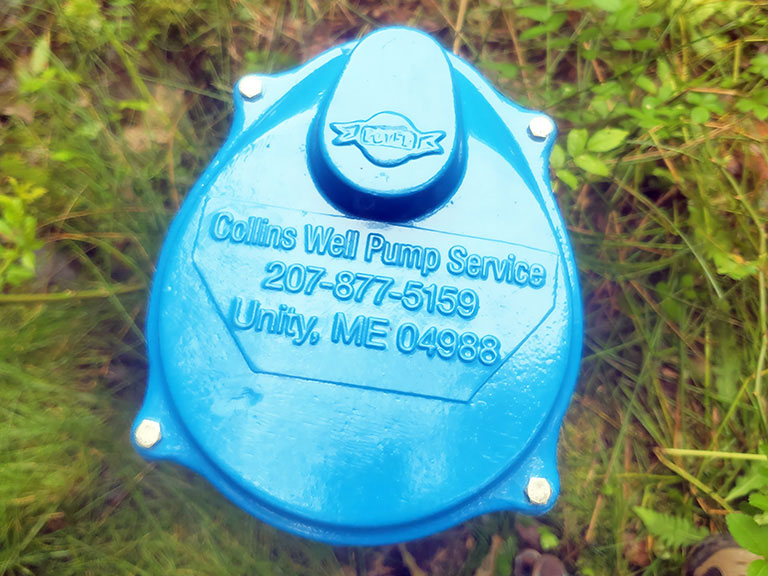 Collins Well Pump Service
207-877-5159
Unity, ME 04988